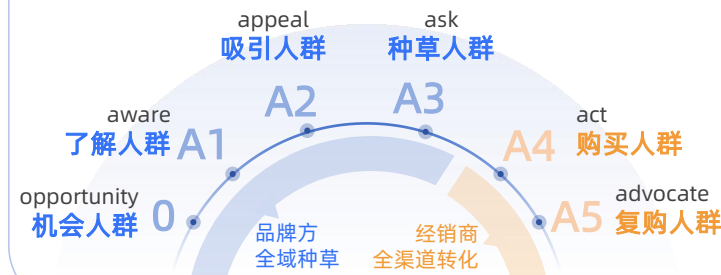 appeal
吸引人群
ask
种草人群
A2
A3
aware
了解人群
A1
act
购买人群
A4
opportunity
机会人群
O
advocate
复购人群
A5
品牌方
全域种草
经销商
全渠道转化